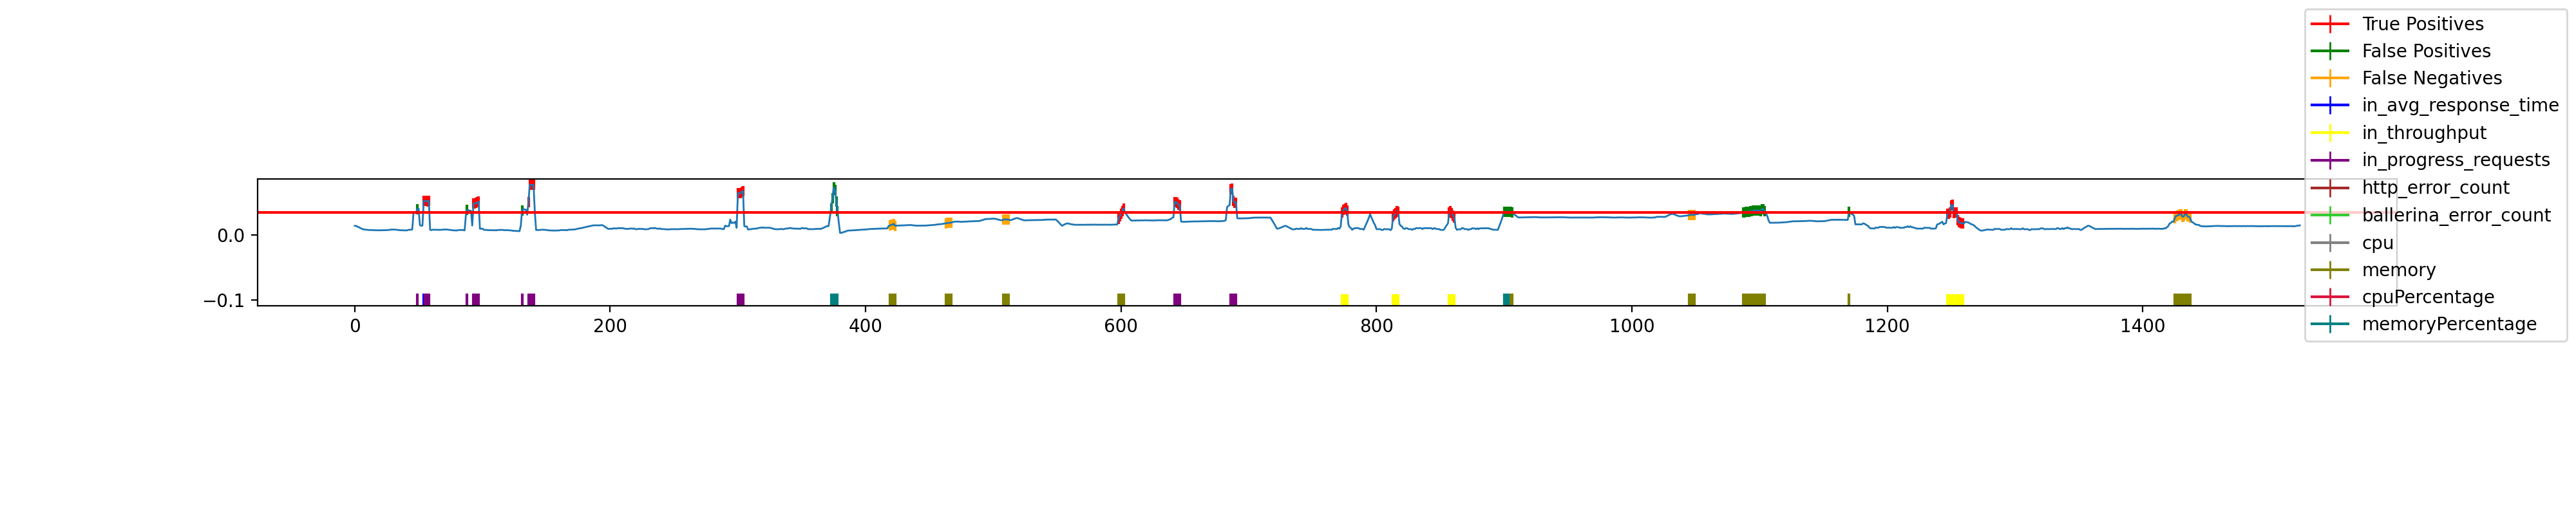 True Positives
False Positives
False Negatives
in_avg_response_time
in_throughput
in_progress_requests
http_error_count
ballerina_error_count
cpu
memory
cpuPercentage
memoryPercentage
0.0
−0.1
0 200 400 600 800 1000 1200 1400